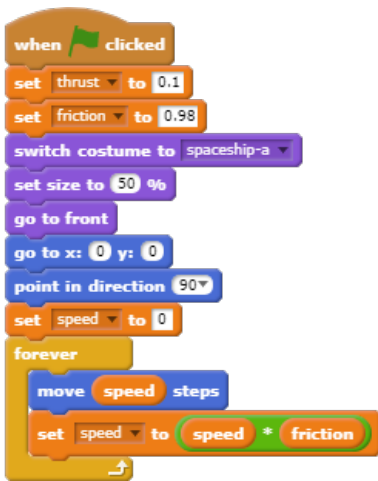 when clicked
set thrust to 0.1
set friction to 0.98
switch costume to spaceship-a
set size to 50 %
go to front
go to x: 0 y: 0
point in direction 90
set speed to 0
forever
move speed steps
set speed to speed * friction